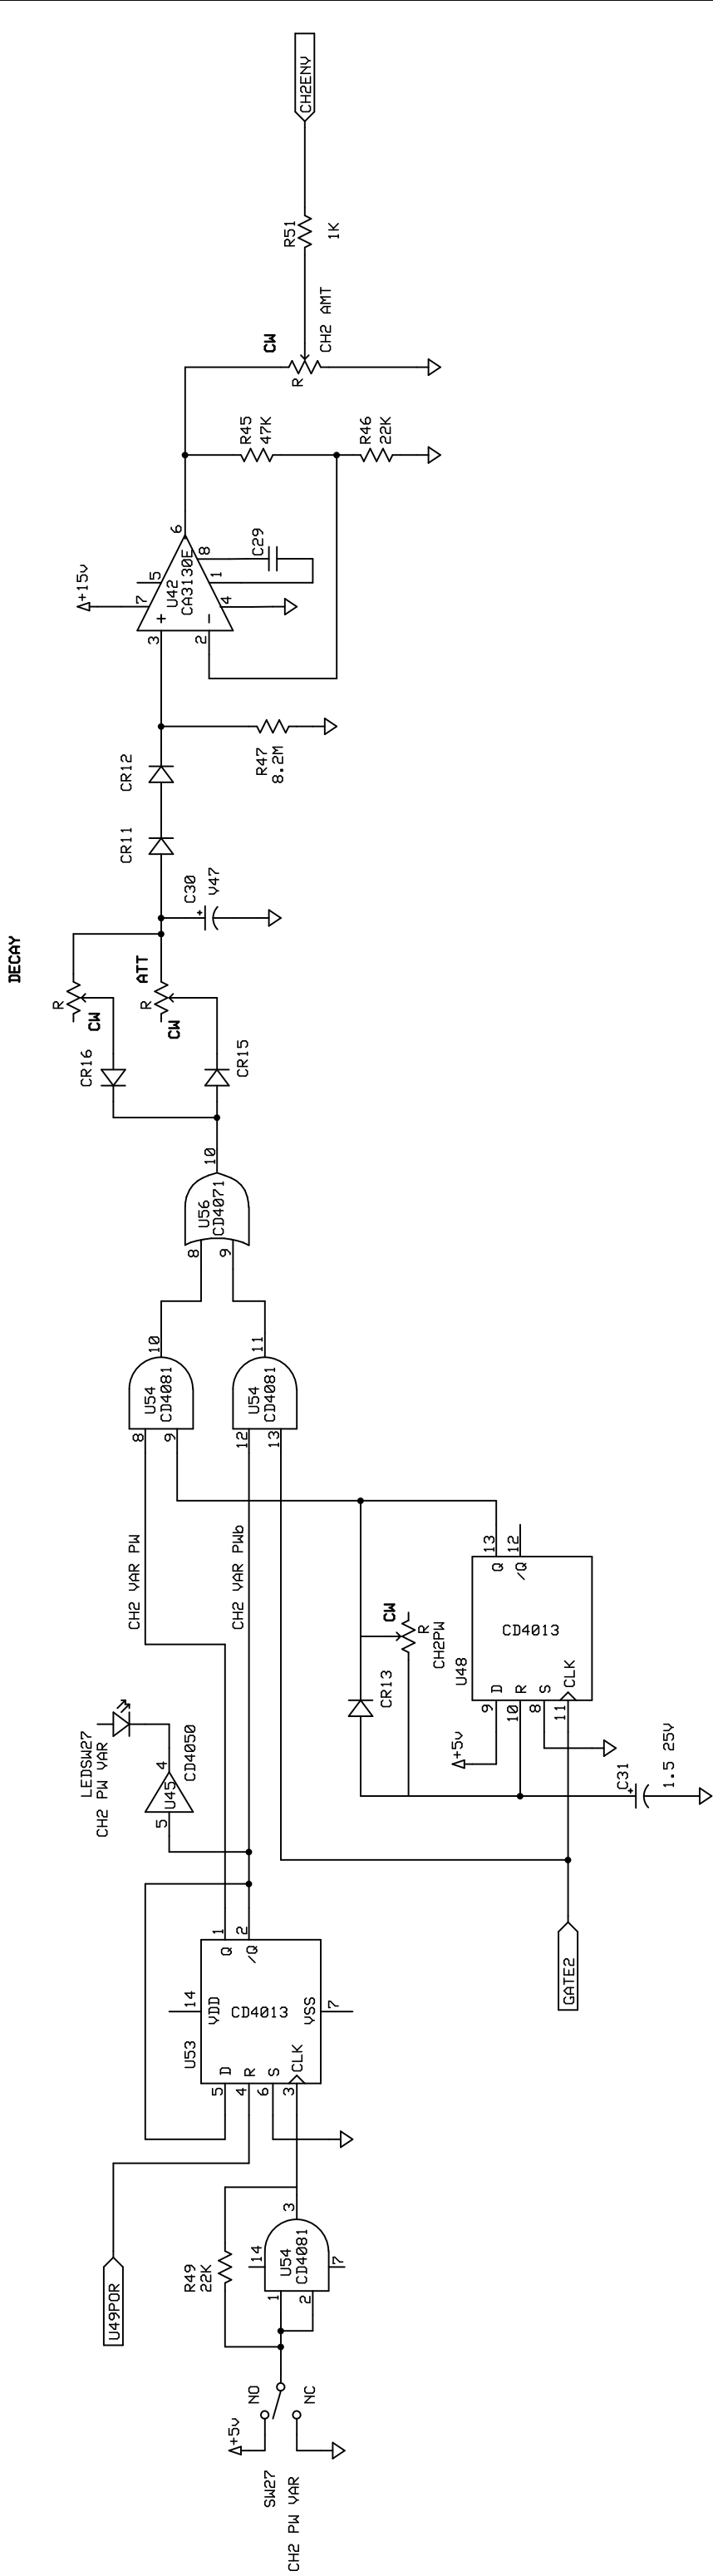 CH2ENV
R51
1K
CW
CH2 AMT
R
R45
47K
R46
22K
6
C29
8
1
5
U42
CA3130E
+15v
7
4
+
−
3
2
R47
8.2M
CR12
CR11
C30
V47
+
DECAY
ATT
R
R
CW
CW
CR16
CR15
10
U56
CD4071
8
9
10
11
U54
CD4081
U54
CD4081
8
9
12
13
CH2 VAR PW
CH2 VAR PWb
13
12
Q
/Q
CD4013
U48
D
R
S
CLK
9
10
8
11
CW
R
CH2PW
CR13
+5v
C31
+
1.5 25V
LEDSW27
CH2 PW VAR
4
U45
CD4050
5
1
2
Q
/Q
14
VDD
CD4013
VSS
7
U53
D
R
S
CLK
5
4
6
3
GATE2
U49POR
R49
22K
3
14
U54
CD4081
7
1
2
NO
NC
+5v
SW27
CH2 PW VAR